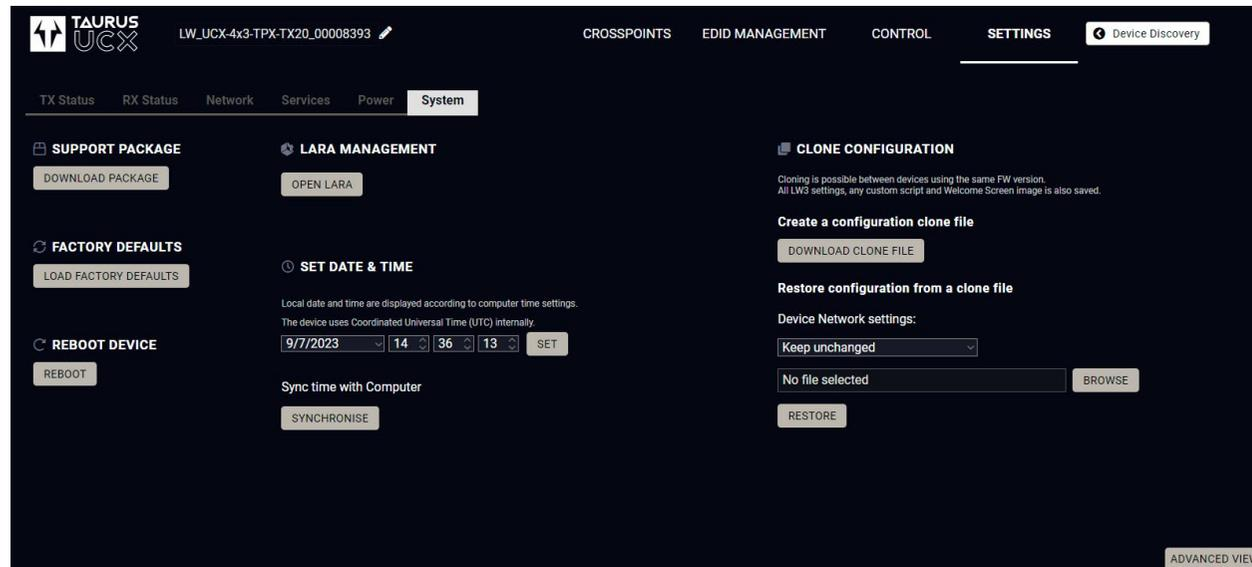 TAURUS
UCX
LW_UCX-4x3-TPX-TX20_00008393
CROSSPOINTS
EDID MANAGEMENT
CONTROL
SETTINGS
Device Discovery
TX Status
RX Status
Network
Services
Power
System
SUPPORT PACKAGE
DOWNLOAD PACKAGE
FACTORY DEFAULTS
LOAD FACTORY DEFAULTS
REBOOT DEVICE
REBOOT
LARA MANAGEMENT
OPEN LARA
SET DATE & TIME
Local date and time are displayed according to computer time settings.
The device uses Coordinated Universal Time (UTC) internally.
9/7/2023 14 36 13 SET
Sync time with Computer
SYNCHRONISE
CLONE CONFIGURATION
Cloning is possible between devices using the same FW version.
All LW3 settings, any custom script and Welcome Screen image is also saved.
Create a configuration clone file
DOWNLOAD CLONE FILE
Restore configuration from a clone file
Device Network settings:
Keep unchanged
No file selected
BROWSE
RESTORE
ADVANCED VIEW